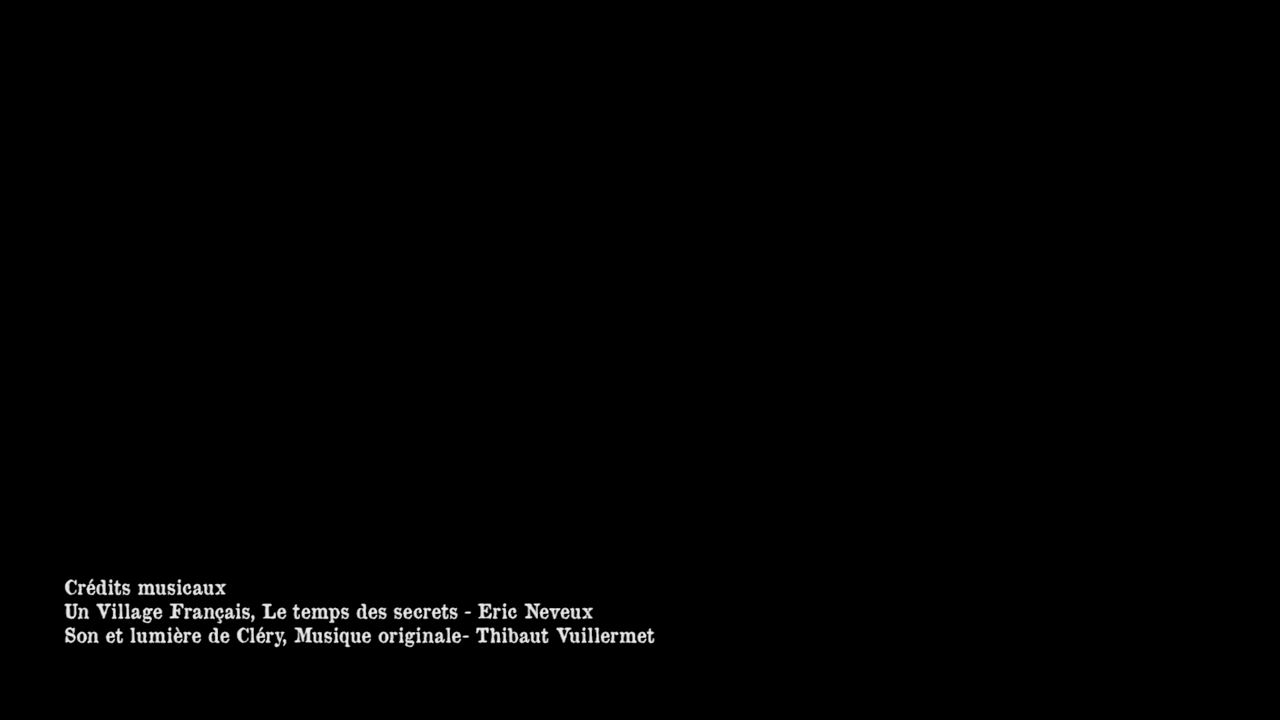 Crédits musicaux
Un Village Français, Le temps des secrets - Eric Neveux
Son et lumière de Cléry, Musique originale- Thibaut Vuillermet